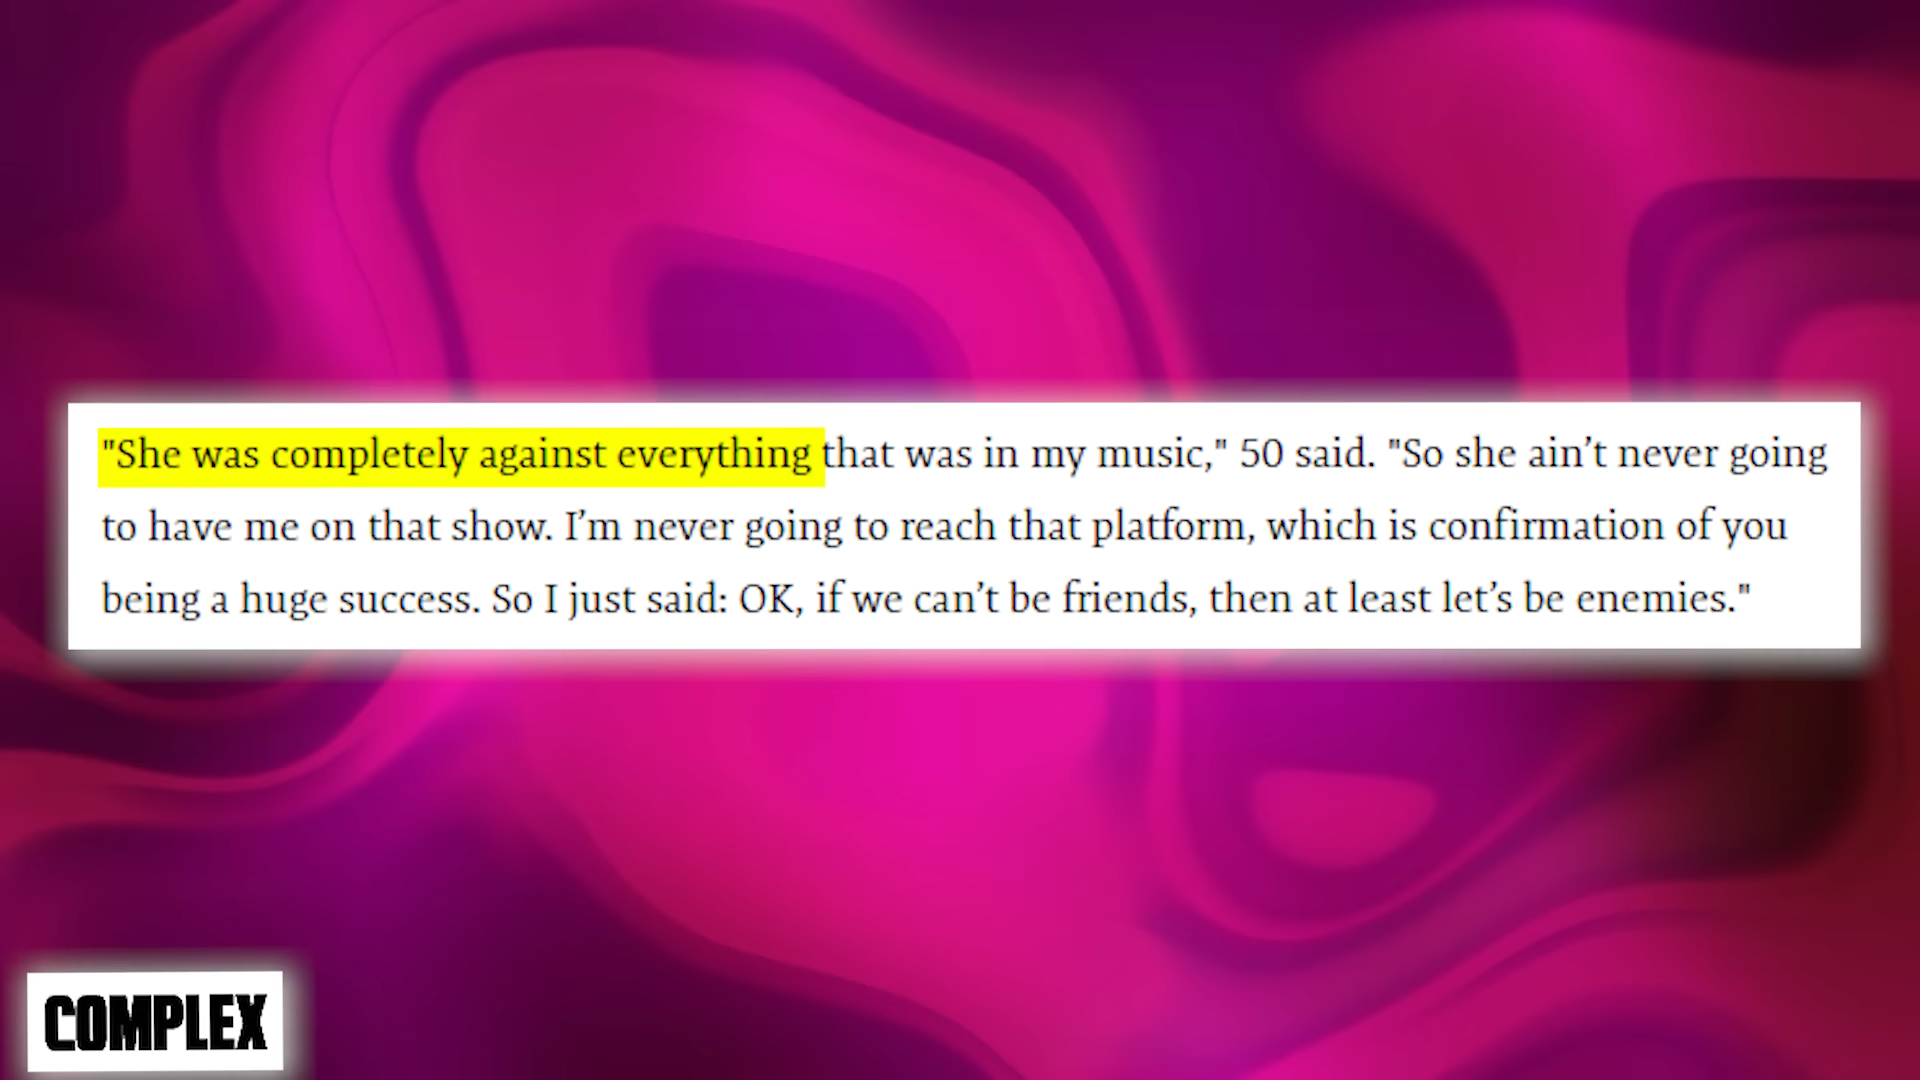 "She was completely against everything that was in my music," 50 said. "So she ain’t never going
to have me on that show. I’m never going to reach that platform, which is confirmation of you
being a huge success. So I just said: OK, if we can’t be friends, then at least let’s be enemies."
COMPLEX